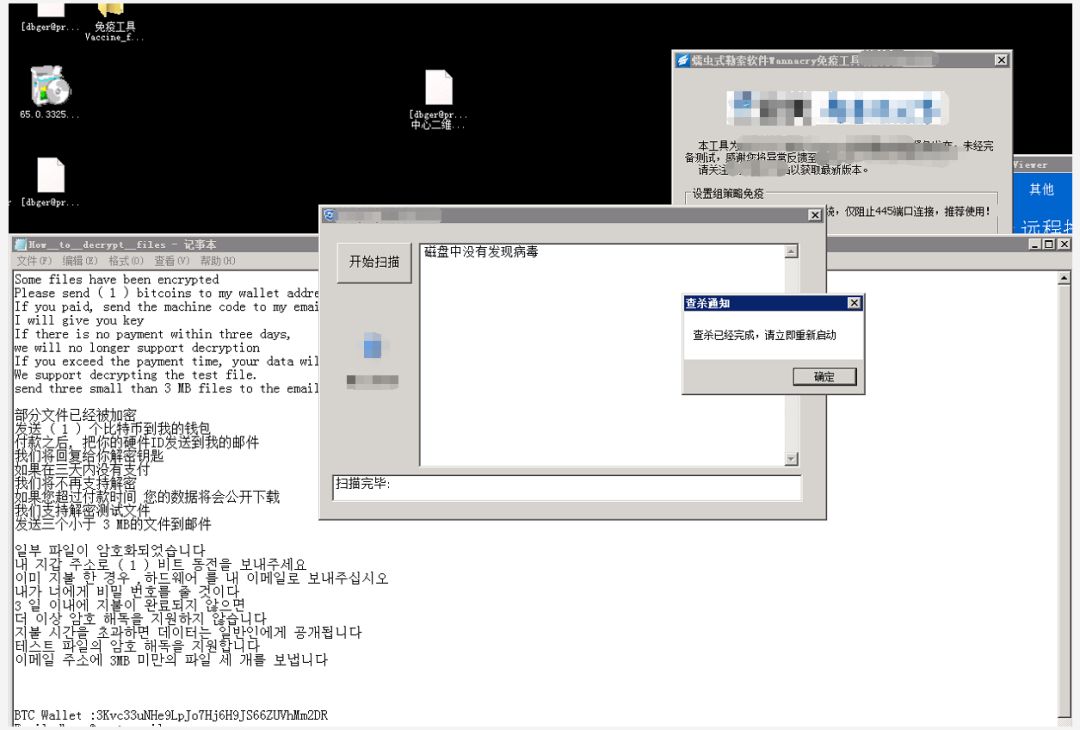 [dbger@pr...
免疫工具
Vaccine_f...
65.0.3325...
[dbger@pr...
中心二维...
[dbger@pr...
蠕虫式勒索软件Wannacry免疫工具
本工具为
未经完
备测试，感谢您将异常反馈至
请关注
以获取最新版本。
设置组策略免疫
仅阻止445端口连接，推荐使用！
Viewer
其他
How__to__decrypt__files - 记事本
文件(F) 编辑(E) 格式(O) 查看(V) 帮助(H)
Some files have been encrypted
Please send ( 1 ) bitcoins to my wallet addre
If you paid, send the machine code to my emai
I will give you key
If there is no payment within three days,
we will no longer support decryption
If you exceed the payment time, your data wil
We support decrypting the test file.
send three small than 3 MB files to the email
部分文件已经被加密
发送 ( 1 ) 个比特币到我的钱包
付款之后, 把你的硬件ID发送到我的邮件
我们将回复给你解密钥匙
如果在三天内没有支付
我们将不再支持解密
如果您超过付款时间 您的数据将会公开下载
我们支持解密测试文件
发送三个小于 3 MB的文件到邮件
일부 파일이 암호화되었습니다
내 지갑 주소로 ( 1 ) 비트 동전을 보내주세요
이미 지불 한 경우 ,하드웨어 를 내 이메일로 보내주십시오
내가 너에게 비밀 번호를 줄 것이다
3 일 이내에 지불이 완료되지 않으면
더 이상 암호 해독을 지원하지 않습니다
지불 시간을 초과하면 데이터는 일반인에게 공개됩니다
테스트 파일의 암호 해독을 지원합니다
이메일 주소에 3MB 미만의 파일 세 개를 보냅니다
BTC Wallet :3Kvc33uNHe9LpJo7Hj6H9JS66ZUVhMm2DR
开始扫描
磁盘中没有发现病毒
扫描完毕:
查杀通知
查杀已经完成，请立即重新启动
确定